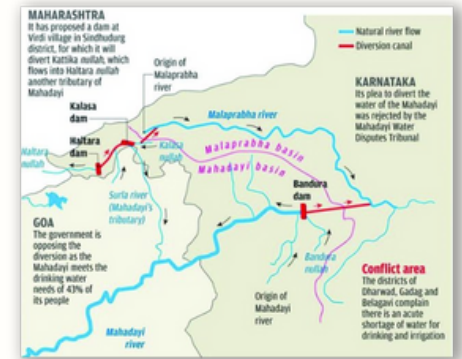 MAHARASHTRA
It has proposed a dam at
Virdi village in Sindhudurg
district, for which it will
divert Kattika nullah, which
flows into Haltara nullah
another tributary of
Mahadayi
Origin of
Malaprabha
river
Natural river flow
Diversion canal
KARNATAKA
Its plea to divert the
water of the Mahadayi
was rejected by the
Mahadayi Water
Disputes Tribunal
Kalasa
dam
Haltara
dam
Haltara
nullah
Kalasa
nullah
Malaprabha river
Malaprabha basin
Mahadayi basin
Surla river
(Mahadayi's
tributary)
Bandura
dam
GOA
The government is
opposing the
diversion as the
Mahadayi meets the
drinking water
needs of 43% of
its people
Bandura
nullah
Origin of
Mahadayi
river
Mahadayi
river
Conflict area
The districts of
Dharwad, Gadag and
Belagavi complain
there is an acute
shortage of water for
drinking and irrigation